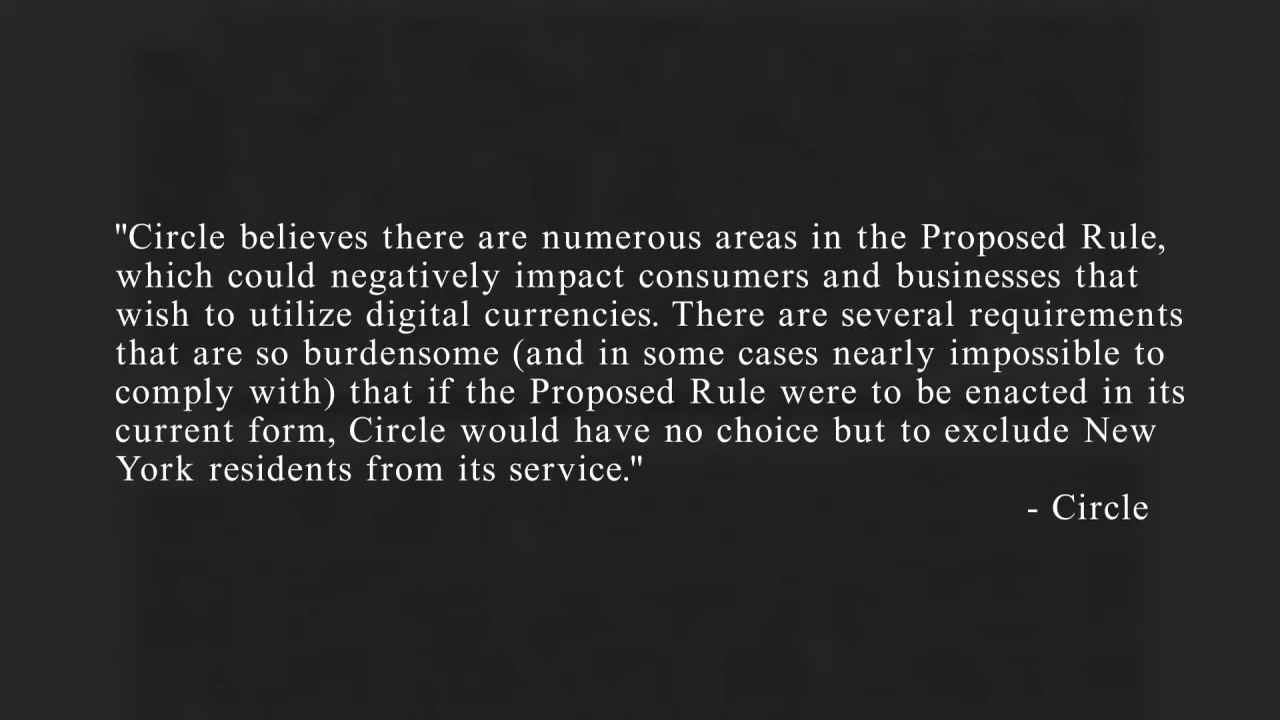 "Circle believes there are numerous areas in the Proposed Rule,
which could negatively impact consumers and businesses that
wish to utilize digital currencies. There are several requirements
that are so burdensome (and in some cases nearly impossible to
comply with) that if the Proposed Rule were to be enacted in its
current form, Circle would have no choice but to exclude New
York residents from its service."
- Circle